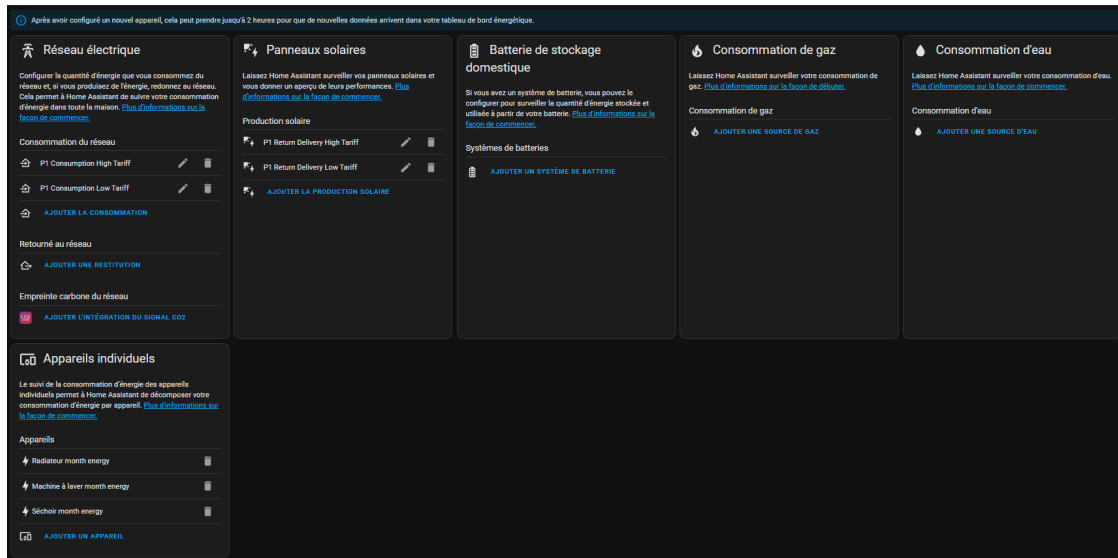 Après avoir configuré un nouvel appareil, cela peut prendre jusqu'à 2 heures pour que de nouvelles données arrivent dans votre tableau de bord énergétique.
Réseau électrique
Configurer la quantité d'énergie que vous consommez du
réseau et, si vous produisez de l'énergie, redonnez au réseau.
Cela permet à Home Assistant de suivre votre consommation
d'énergie dans toute la maison. Plus d'informations sur la
façon de commencer.
Consommation du réseau
P1 Consumption High Tariff
P1 Consumption Low Tariff
AJOUTER LA CONSOMMATION
Retourné au réseau
AJOUTER UNE RESTITUTION
Empreinte carbone du réseau
AJOUTER L'INTÉGRATION DU SIGNAL CO2
Panneaux solaires
Laissez Home Assistant surveiller vos panneaux solaires et
vous donner un aperçu de leurs performances. Plus
d'informations sur la façon de commencer.
Production solaire
P1 Return Delivery High Tariff
P1 Return Delivery Low Tariff
AJOUTER LA PRODUCTION SOLAIRE
Batterie de stockage
domestique
Si vous avez un système de batterie, vous pouvez le
configurer pour surveiller la quantité d'énergie stockée et
utilisée à partir de votre batterie. Plus d'informations sur la
façon de commencer.
Systèmes de batteries
AJOUTER UN SYSTÈME DE BATTERIE
Consommation de gaz
Laissez Home Assistant surveiller votre consommation de
gaz. Plus d'informations sur la façon de débuter.
Consommation de gaz
AJOUTER UNE SOURCE DE GAZ
Consommation d'eau
Laissez Home Assistant surveiller votre consommation d'eau.
Plus d'informations sur la façon de commencer.
Consommation d'eau
AJOUTER UNE SOURCE D'EAU
Appareils individuels
Le suivi de la consommation d'énergie des appareils
individuels permet à Home Assistant de décomposer votre
consommation d'énergie par appareil. Plus d'informations sur
la façon de commencer.
Appareils
Radiateur month energy
Machine à laver month energy
Séchoir month energy
AJOUTER UN APPAREIL